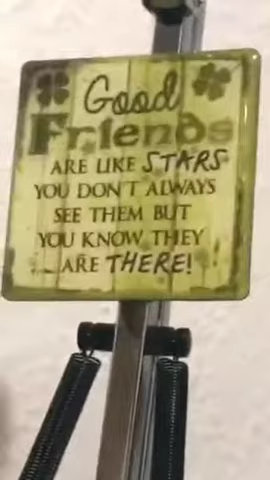 Good
Friends
ARE LIKE STARS
YOU DON'T ALWAYS
SEE THEM BUT
YOU KNOW THEY
ARE THERE!